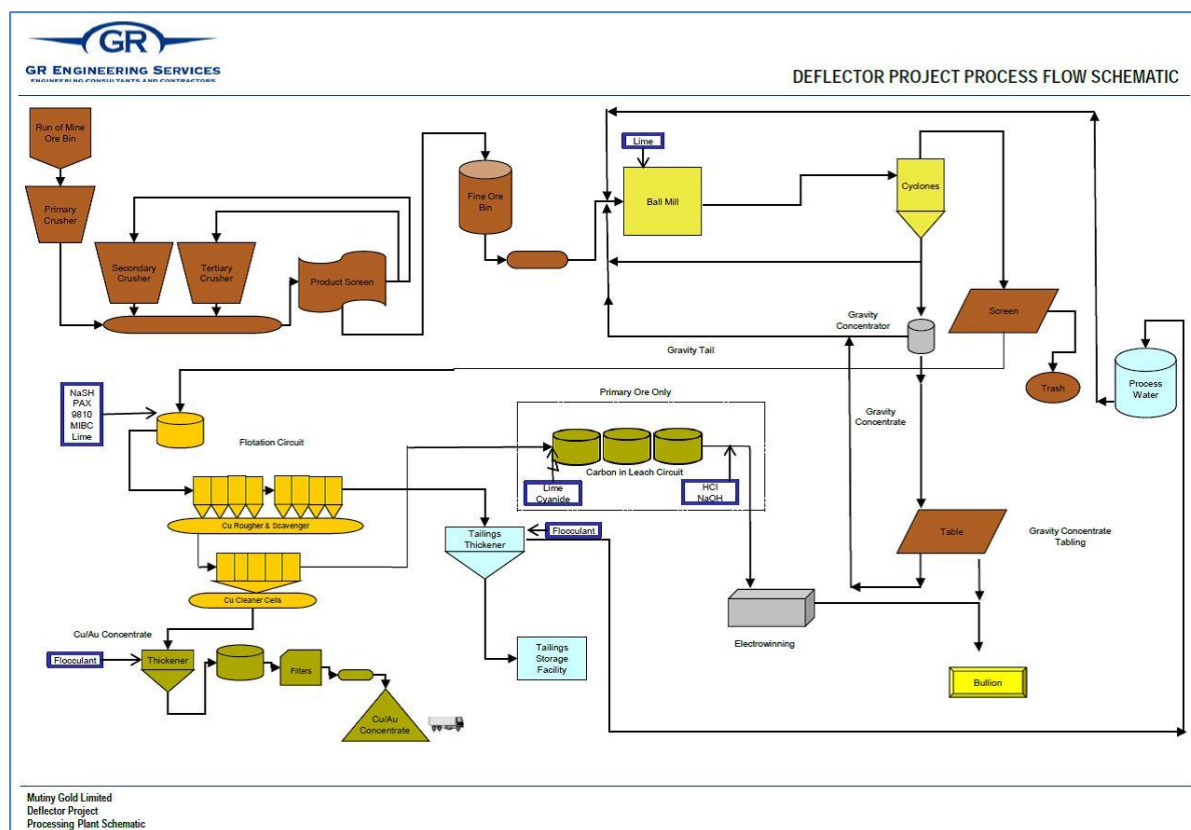 GR
GR ENGINEERING SERVICES
ENGINEERING CONSULTANTS AND CONTRACTORS
DEFLECTOR PROJECT PROCESS FLOW SCHEMATIC
Run of Mine
Ore Bin
Primary
Crusher
Secondary
Crusher
Tertiary
Crusher
Product Screen
Fine Ore
Bin
Lime
Ball Mill
Cyclones
Screen
Trash
Process
Water
Gravity
Concentrator
Gravity Tail
Gravity
Concentrate
NaSH
PAX
9810
MIBC
Lime
Flotation Circuit
Primary Ore Only
Carbon in Leach Circuit
Lime
Cyanide
HCl
NaOH
Cu Rougher & Scavenger
Tailings
Thickener
Flocculant
Table
Gravity Concentrate
Tabling
Cu Cleaner Cells
Electrowinning
Cu/Au Concentrate
Flocculant
Thickener
Filters
Tailings
Storage
Facility
Bullion
Cu/Au
Concentrate
Mutiny Gold Limited
Deflector Project
Processing Plant Schematic